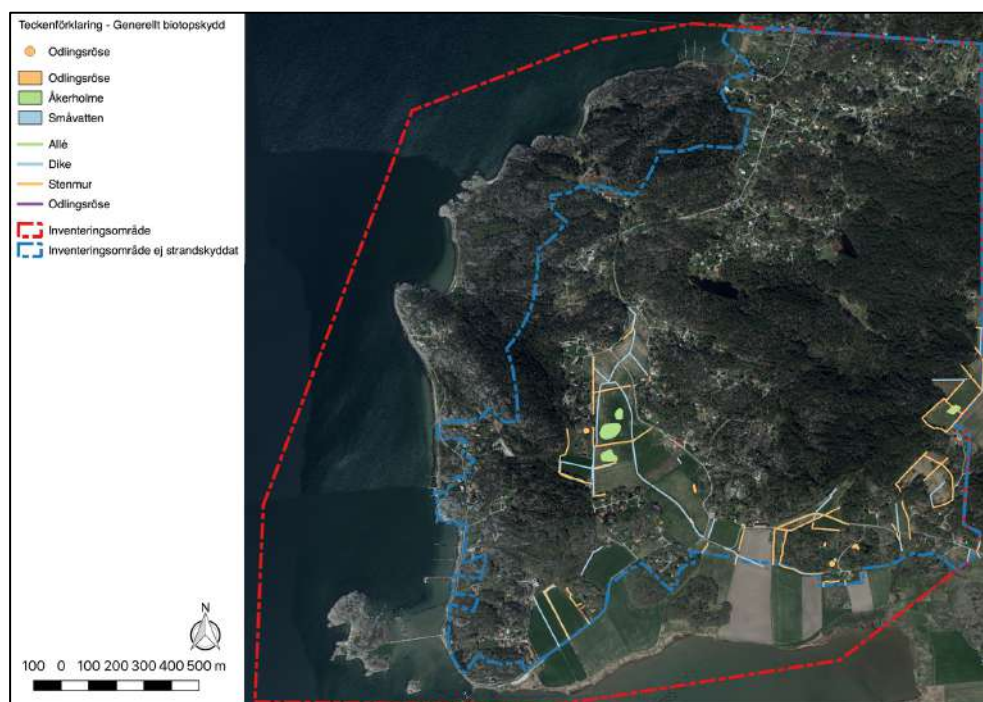 Teckenförklaring - Generellt biotopskydd
Odlingsröse
Odlingsröse
Åkerholme
Småvatten
Allé
Dike
Stenmur
Odlingsröse
Inventeringsområde
Inventeringsområde ej strandskyddat
N
100 0 100 200 300 400 500 m